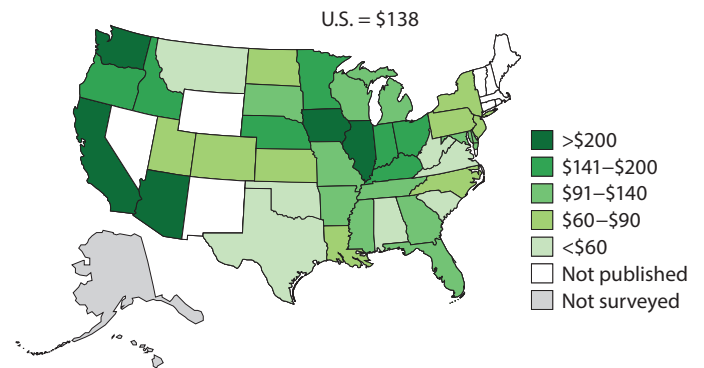 U.S. = $138
>$200
$141–$200
$91–$140
$60–$90
<$60
Not published
Not surveyed